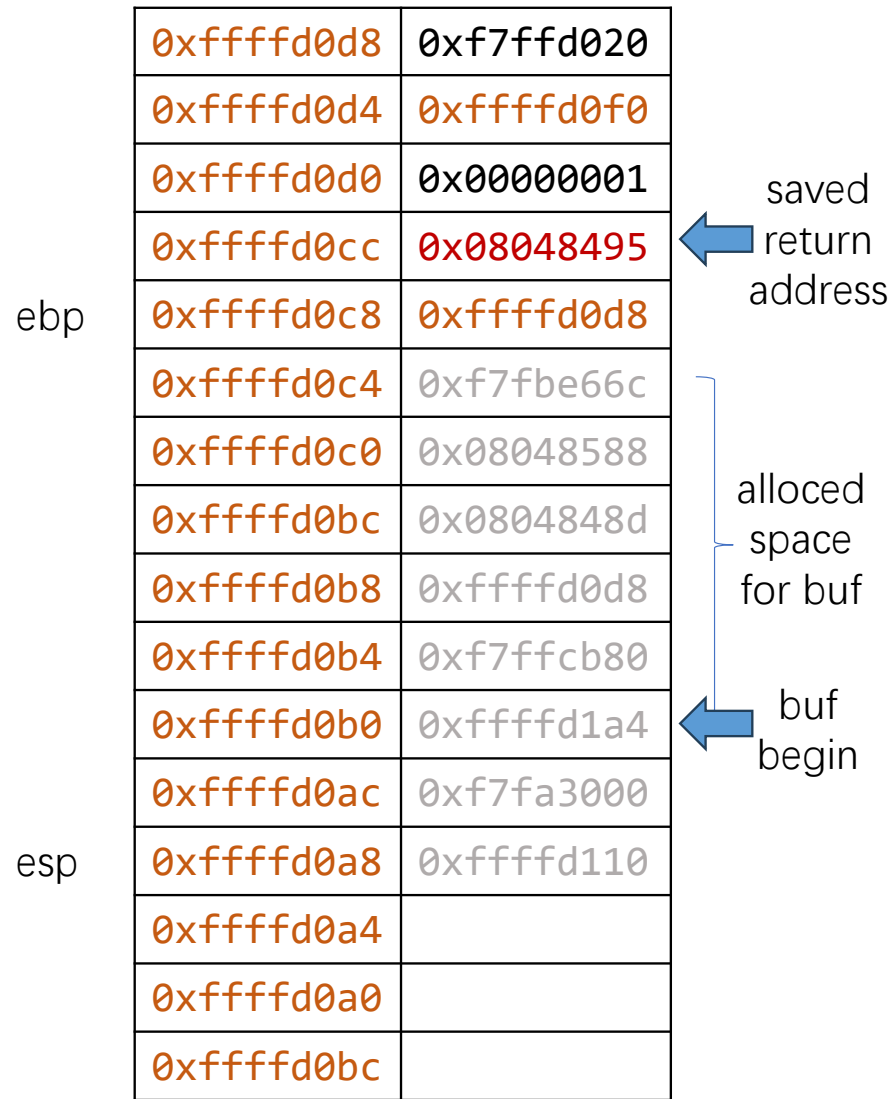 0xffffd0d8 0xf7ffd020
0xffffd0d4 0xffffd0f0
0xffffd0d0 0x00000001
saved
return
address
0xffffd0cc 0x08048495
ebp 0xffffd0c8 0xffffd0d8
0xffffd0c4 0xf7fbe66c
0xffffd0c0 0x08048588
alloced
space
for buf
0xffffd0bc 0x0804848d
0xffffd0b8 0xffffd0d8
0xffffd0b4 0xf7ffcb80
0xffffd0b0 0xffffd1a4
buf
begin
0xffffd0ac 0xf7fa3000
esp 0xffffd0a8 0xffffd110
0xffffd0a4
0xffffd0a0
0xffffd0bc